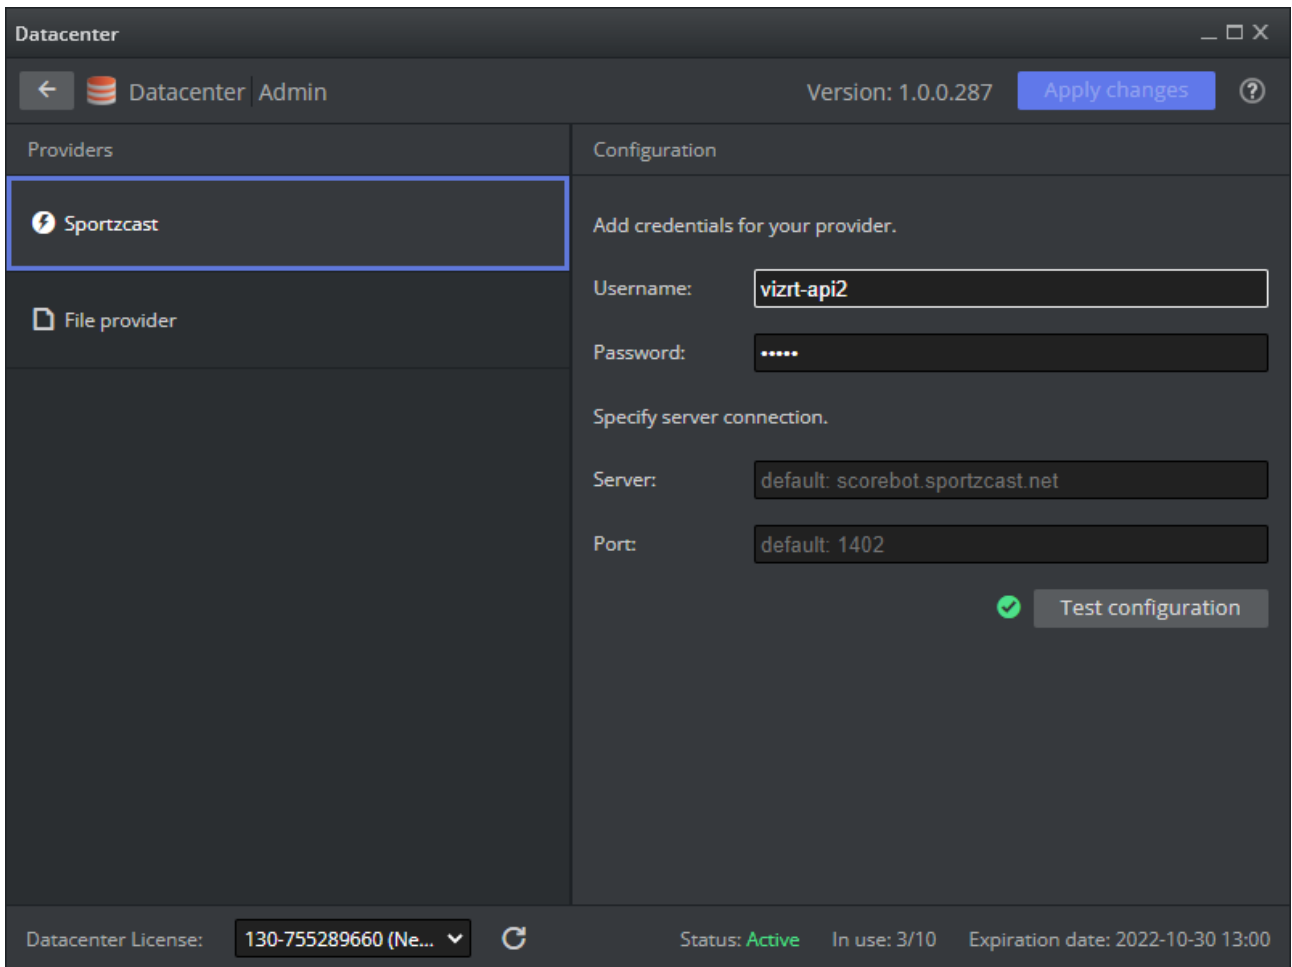 Datacenter
Datacenter Admin
Version: 1.0.0.287
Apply changes
Providers
Configuration
Sportzcast
File provider
Add credentials for your provider.
Username: vizrt-api2
Password: •••••
Specify server connection.
Server: default: scorebot.sportzcast.net
Port: default: 1402
Test configuration
Datacenter License: 130-755289660 (Ne...
Status: Active
In use: 3/10
Expiration date: 2022-10-30 13:00